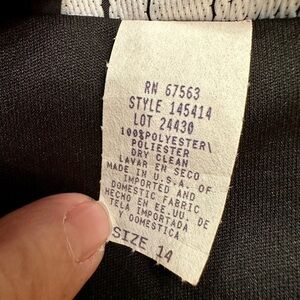 RN 67563
STYLE 145414
LOT 24430
100%POLYESTER\
POLIESTER
DRY CLEAN
LAVAR EN SECO
MADE IN U.S.A. OF
IMPORTED AND
DOMESTIC FABRIC
HECHO EN EE.UU. DE
TELA IMPORTADA
Y DOMESTICA
SIZE 14